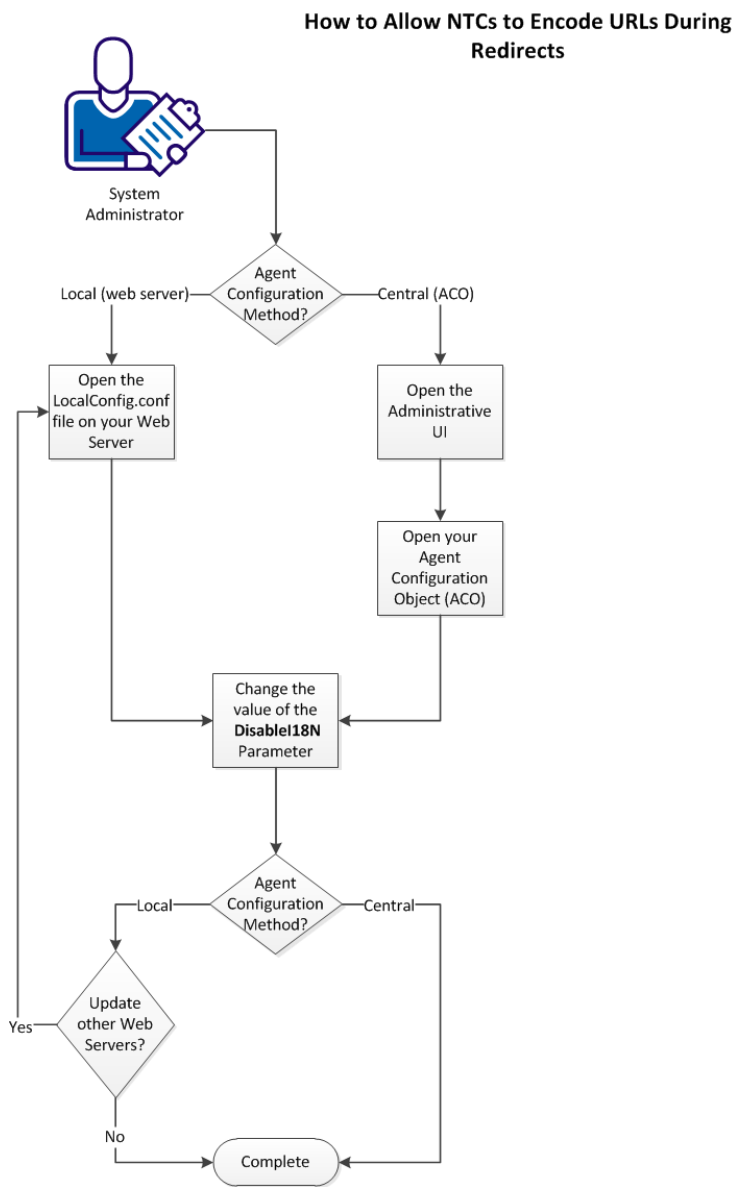 How to Allow NTCs to Encode URLs During
Redirects
System
Administrator
Agent
Configuration
Method?
Local (web server)
Central (ACO)
Open the
LocalConfig.conf
file on your Web
Server
Open the
Administrative
UI
Open your
Agent
Configuration
Object (ACO)
Change the
value of the
DisableI18N
Parameter
Agent
Configuration
Method?
Local
Central
Update
other Web
Servers?
Yes
No
Complete